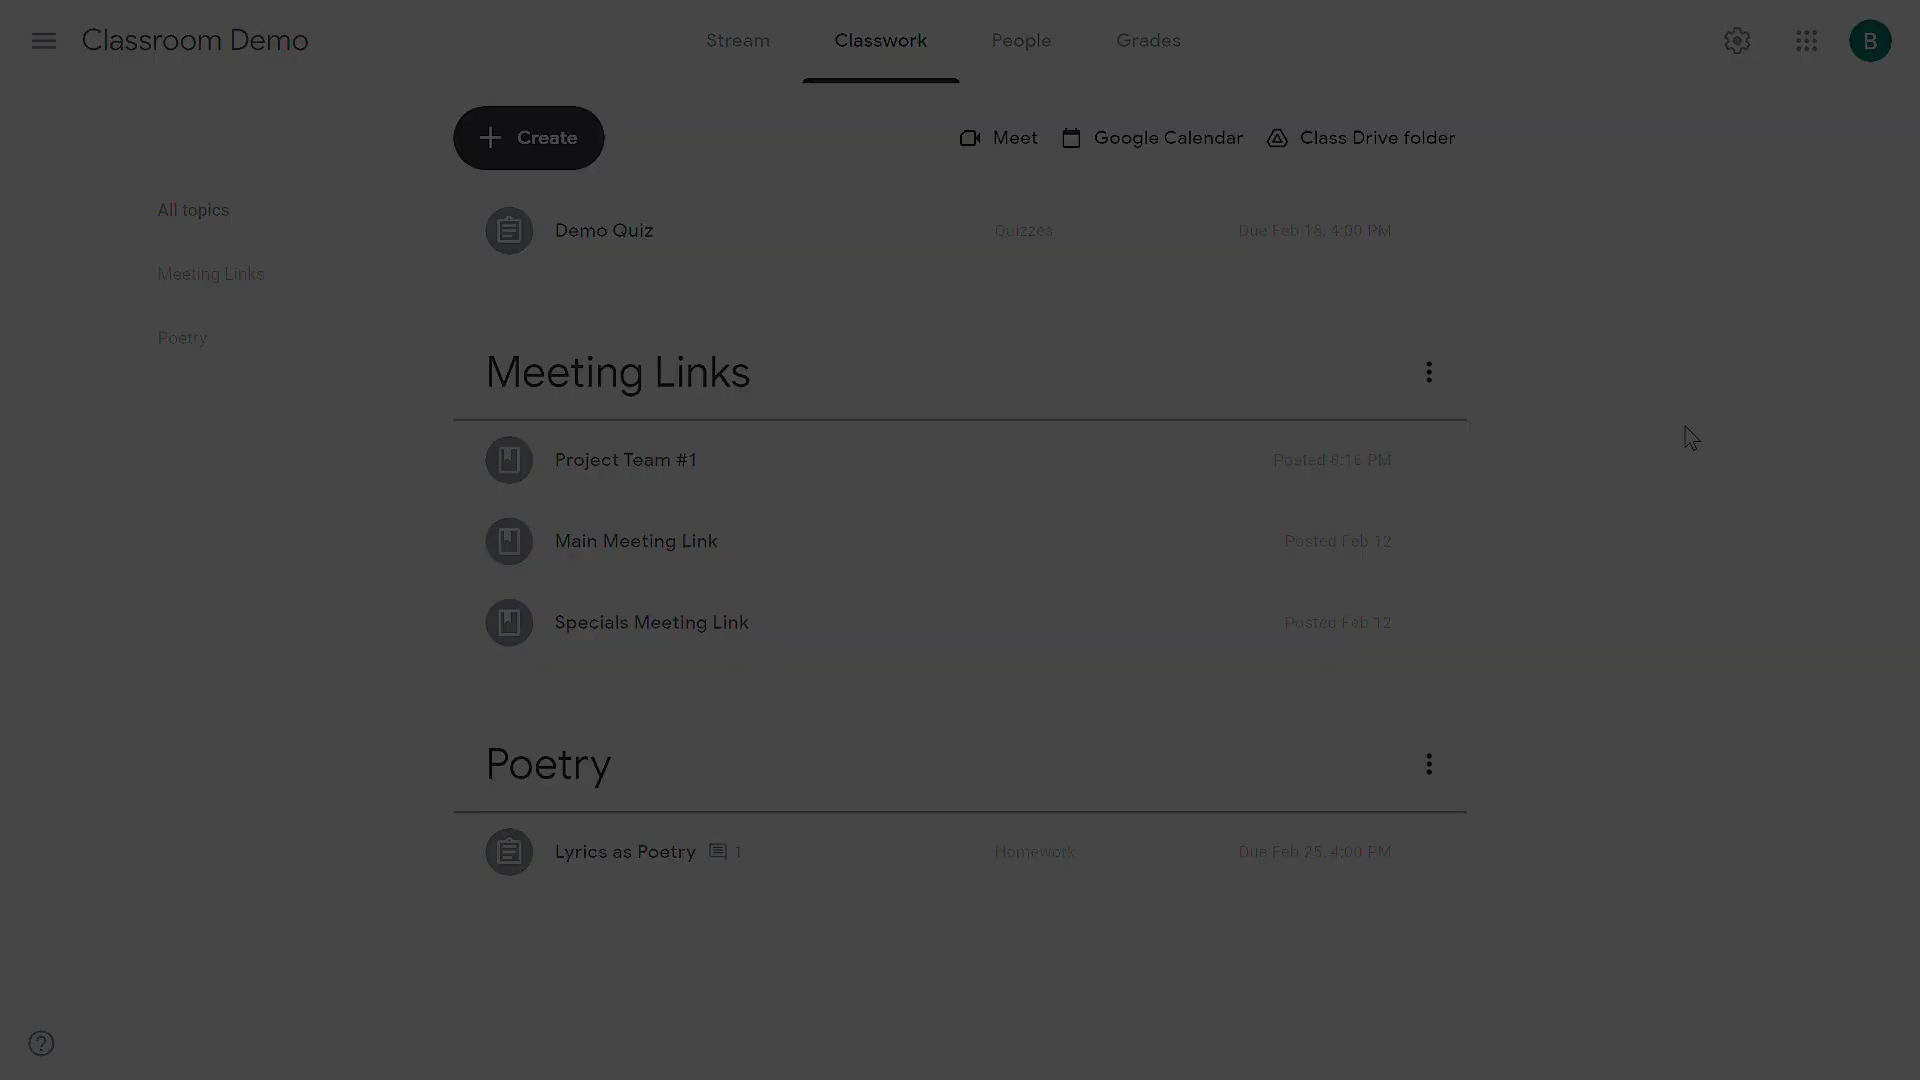 Classroom Demo
Stream
Classwork
People
Grades
B
Create
Meet
Google Calendar
Class Drive folder
All topics
Meeting Links
Poetry
Demo Quiz
Quizzes
Due Feb 18, 4:00 PM
Meeting Links
Project Team #1
Posted 8:16 PM
Main Meeting Link
Posted Feb 12
Specials Meeting Link
Posted Feb 12
Poetry
Lyrics as Poetry
1
Homework
Due Feb 25, 4:00 PM